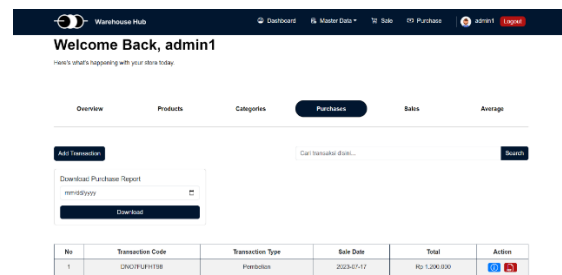 Warehouse Hub
Dashboard Master Data Sale Purchase admin1 Logout
Welcome Back, admin1
Here's what's happening with your store today.
Overview Products Categories Purchases Sales Average
Add Transaction
Cari transaksi disini... Search
Download Purchase Report
mm/dd/yyyy
Download
No Transaction Code Transaction Type Sale Date Total Action
1 Pembelian 2023-07-17 Rp 1.200.000